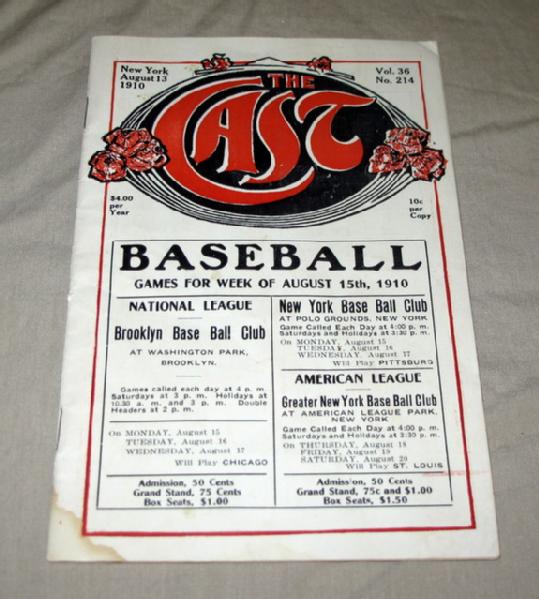 New York
August 13
1910
THE
CAST
Vol. 36
No. 214
$4.00
per
Year
10c
per
Copy
BASEBALL
GAMES FOR WEEK OF AUGUST 15th, 1910
NATIONAL LEAGUE
Brooklyn Base Ball Club
AT WASHINGTON PARK,
BROOKLYN.
Games called each day at 4 p. m.
Saturdays at 3 p. m. Holidays at
10.30 a. m. and 3 p. m. Double
Headers at 2 p. m.
On MONDAY, August 15
TUESDAY, August 16
WEDNESDAY, August 17
Will Play CHICAGO
Admission, 50 Cents
Grand Stand, 75 Cents
Box Seats, $1.00
New York Base Ball Club
AT POLO GROUNDS, NEW YORK
Game Called Each Day at 4:00 p. m.
Saturdays and Holidays at 3:30 p. m.
On MONDAY, August 15
TUESDAY, August 16
WEDNESDAY, August 17
Will Play PITTSBURG
AMERICAN LEAGUE
Greater New York Base Ball Club
AT AMERICAN LEAGUE PARK,
NEW YORK
Game Called Each Day at 4:00 p. m.
Saturdays and Holidays at 3:30 p. m.
On THURSDAY, August 18
FRIDAY, August 19
SATURDAY, August 20
Will Play ST. LOUIS
Admission, 50 Cents
Grand Stand, 75c and $1.00
Box Seats, $1.50